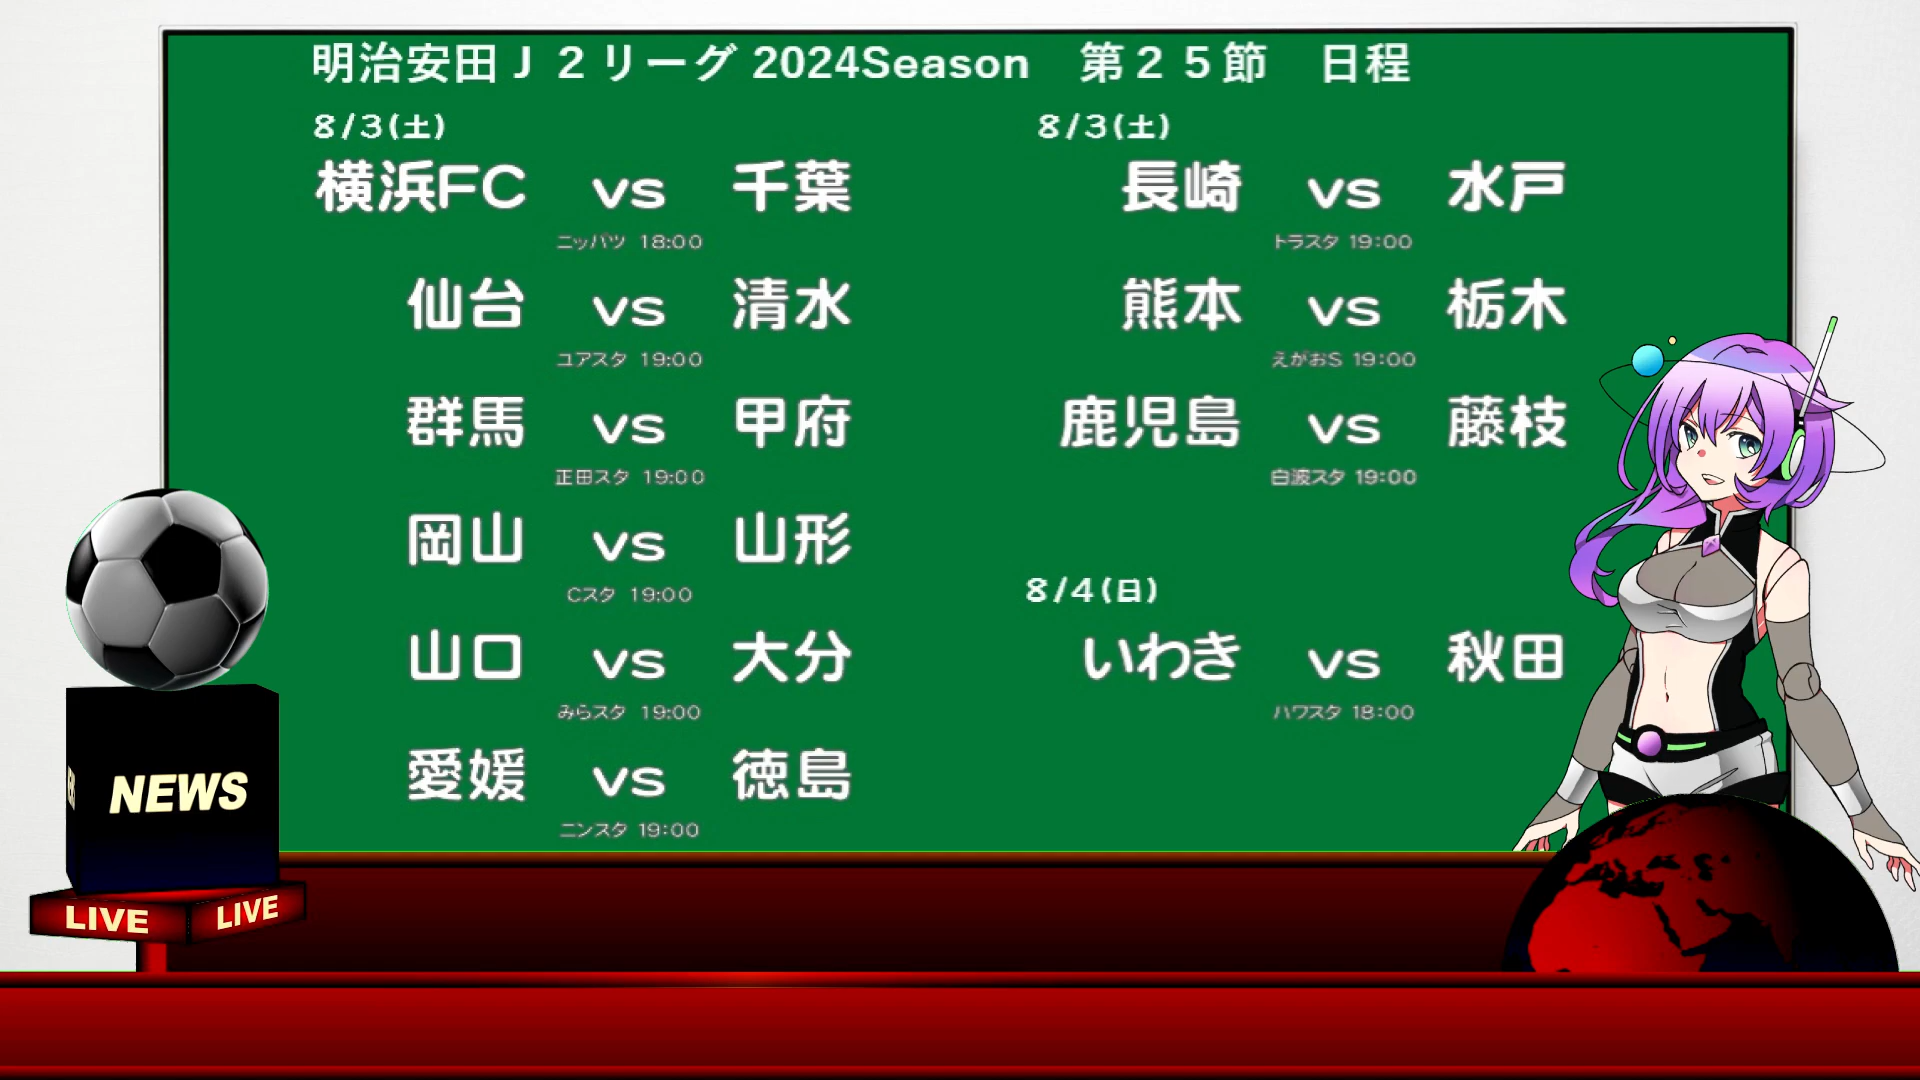 明治安田Ｊ２リーグ 2024Season　第２５節　日程
8/3(土)
横浜FC vs 千葉
ニッパツ 18:00
仙台 vs 清水
ユアスタ 19:00
群馬 vs 甲府
正田スタ 19:00
岡山 vs 山形
Cスタ 19:00
山口 vs 大分
みらスタ 19:00
愛媛 vs 徳島
ニンスタ 19:00
8/3(土)
長崎 vs 水戸
トラスタ 19:00
熊本 vs 栃木
えがおS 19:00
鹿児島 vs 藤枝
白波スタ 19:00
8/4(日)
いわき vs 秋田
ハワスタ 18:00
NEWS
LIVE
LIVE